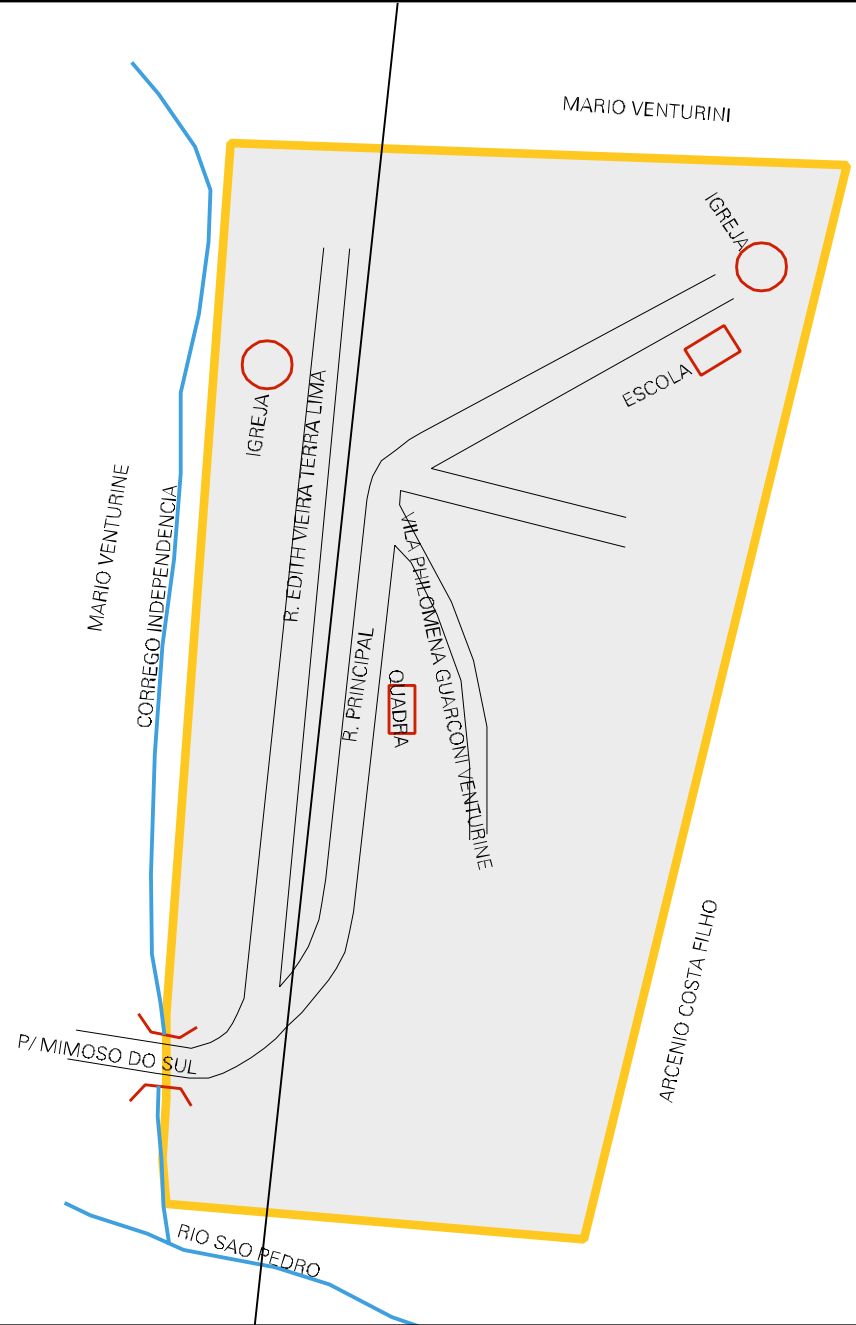 MARIO VENTURINI
IGREJA
ESCOLA
IGREJA
R. EDITH VIEIRA TERRA LIMA
MARIO VENTURINE
CORREGO INDEPENDENCIA
VILA PHILOMENA GUARCONI VENTURINE
R. PRINCIPAL
QUADRA
ARCENIO COSTA FILHO
P/ MIMOSO DO SUL
RIO SAO PEDRO